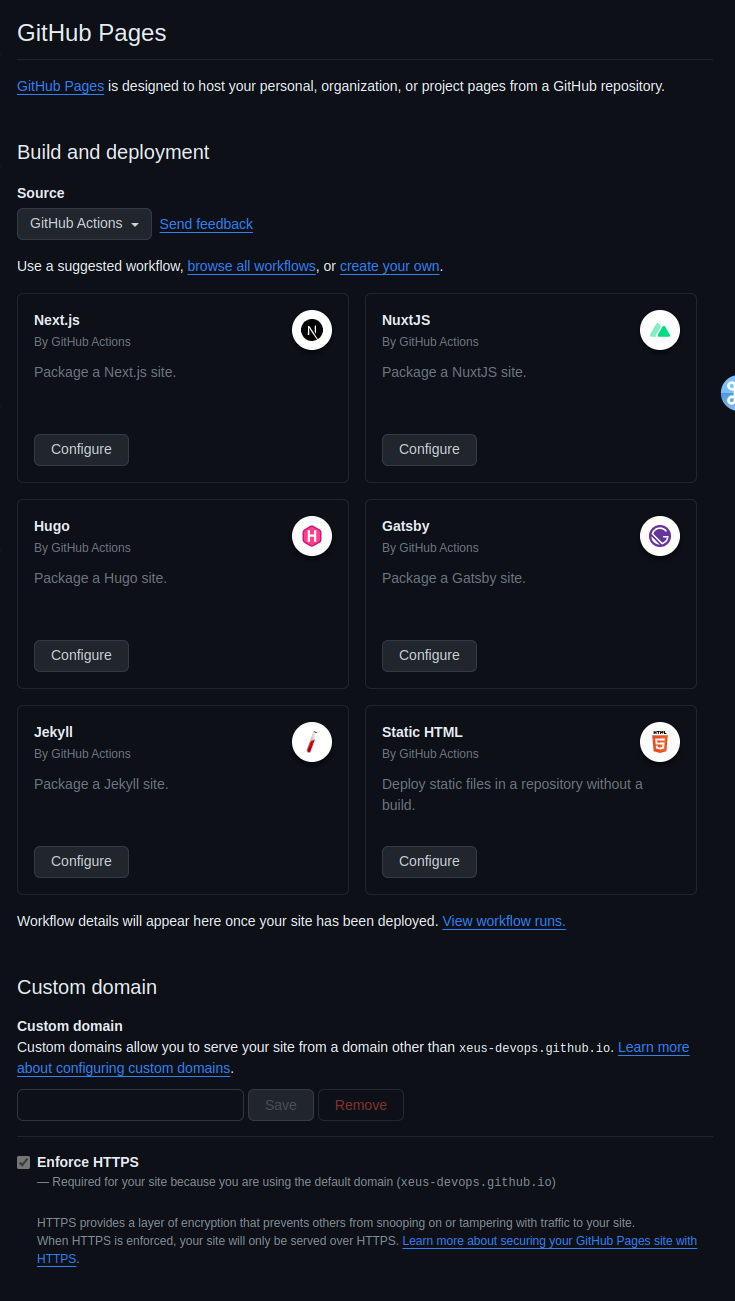 GitHub Pages
GitHub Pages is designed to host your personal, organization, or project pages from a GitHub repository.
Build and deployment
Source
GitHub Actions
Send feedback
Use a suggested workflow, browse all workflows, or create your own.
Next.js
By GitHub Actions
Package a Next.js site.
Configure
NuxtJS
By GitHub Actions
Package a NuxtJS site.
Configure
Hugo
By GitHub Actions
Package a Hugo site.
Configure
Gatsby
By GitHub Actions
Package a Gatsby site.
Configure
Jekyll
By GitHub Actions
Package a Jekyll site.
Configure
Static HTML
By GitHub Actions
HTML
Deploy static files in a repository without a
build.
Configure
Workflow details will appear here once your site has been deployed. View workflow runs.
Custom domain
Custom domain
Custom domains allow you to serve your site from a domain other than xeus-devops.github.io. Learn more
about configuring custom domains.
Save
Remove
Enforce HTTPS
— Required for your site because you are using the default domain (xeus-devops.github.io)
HTTPS provides a layer of encryption that prevents others from snooping on or tampering with traffic to your site.
When HTTPS is enforced, your site will only be served over HTTPS. Learn more about securing your GitHub Pages site with
HTTPS.